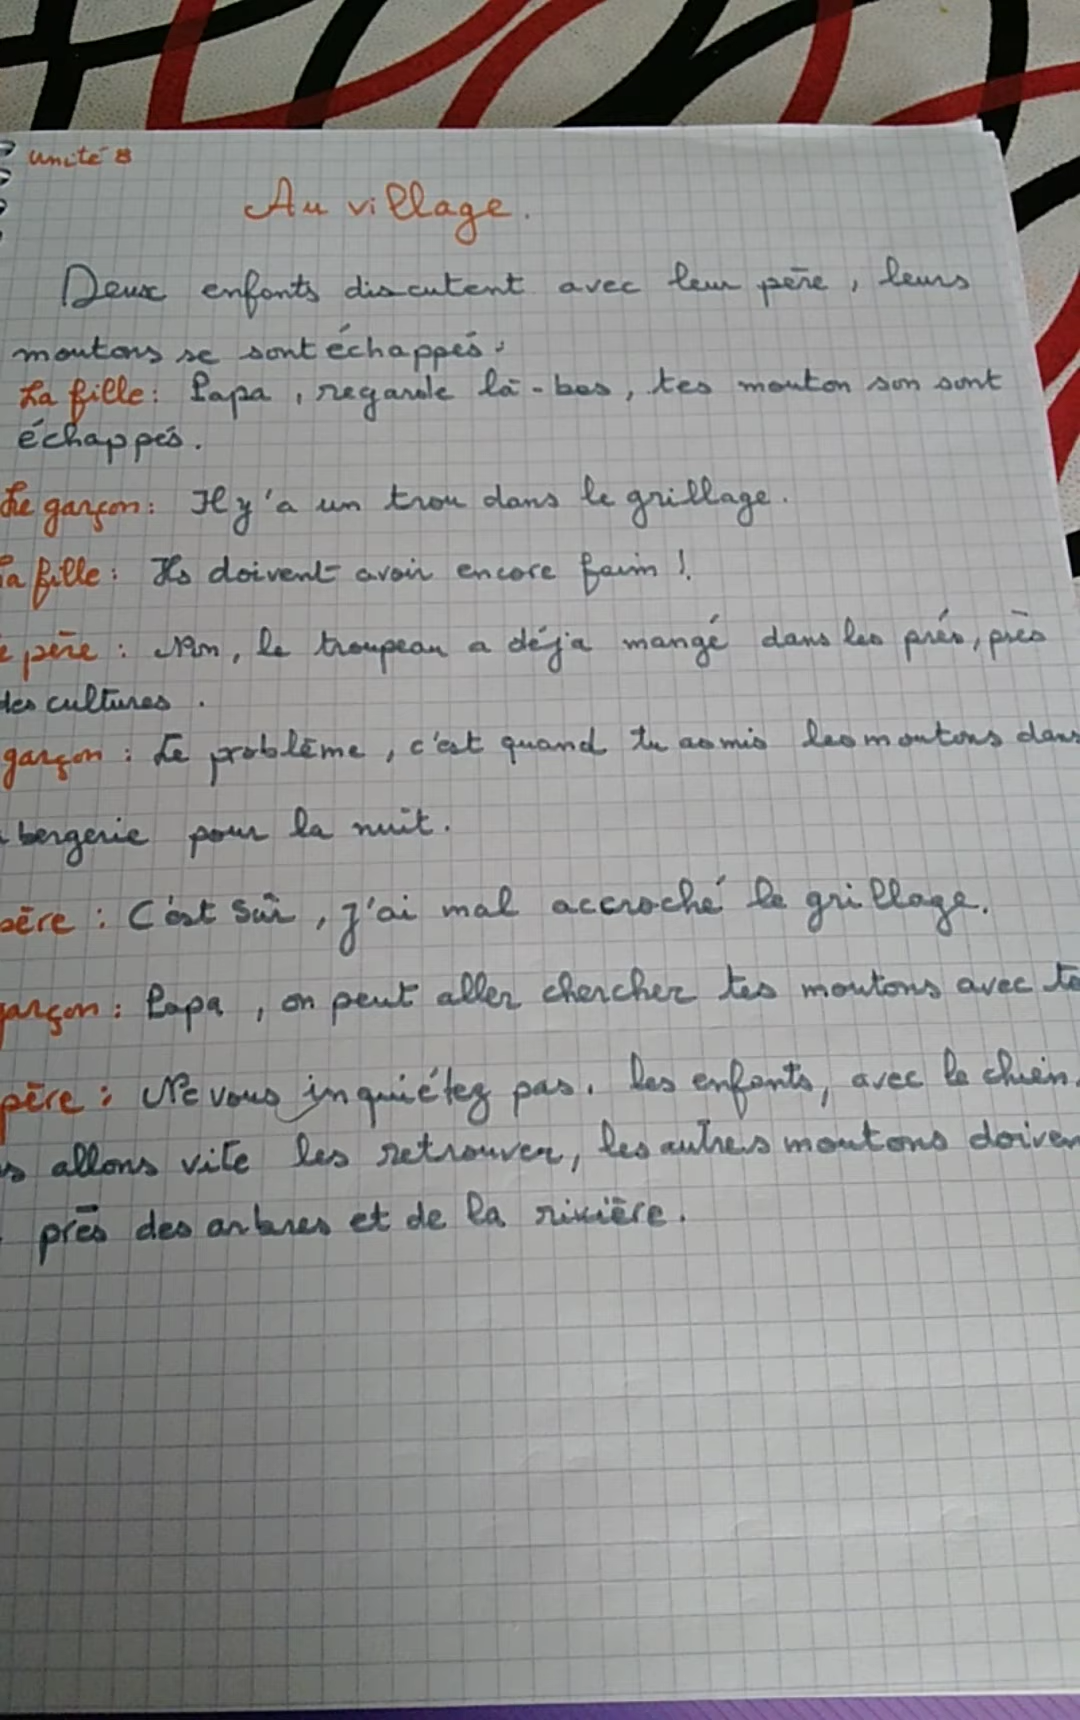 unité 8
Au village.
Deux enfants discutent avec leur père, leurs
moutons se sont échappés.
La fille: Papa, regarde là-bas, tes mouton son sont
échappés.
Le garçon: Il y'a un trou dans le grillage.
La fille: Ils doivent avoir encore faim!
père: Non, le troupeau a déjà mangé dans les prés, près
des cultures.
garçon: Le problème, c'est quand tu as mis les moutons dans
bergerie pour la nuit.
père: C'est sûr, j'ai mal accroché le grillage.
garçon: Papa, on peut aller chercher tes moutons avec
père: Ne vous inquiétez pas. les enfants, avec le chien.
allons vite les retrouver, les autres moutons doiven
près des arbres et de la rivière.